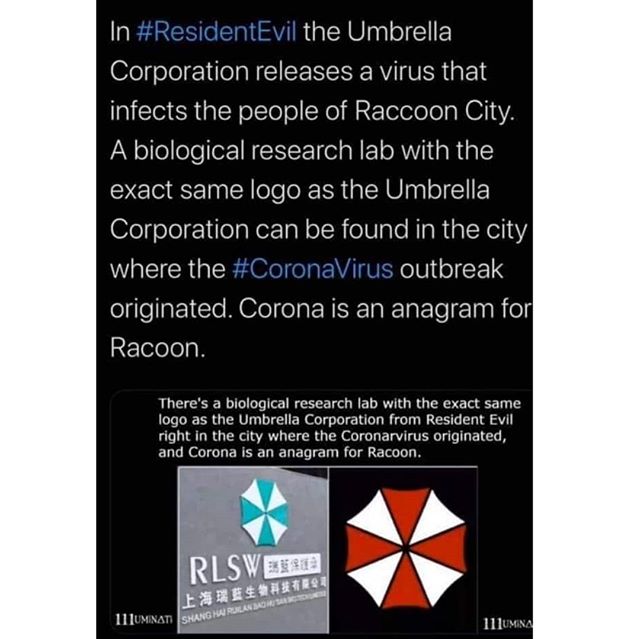 In #ResidentEvil the Umbrella
Corporation releases a virus that
infects the people of Raccoon City.
A biological research lab with the
exact same logo as the Umbrella
Corporation can be found in the city
where the #CoronaVirus outbreak
originated. Corona is an anagram for
Racoon.
There's a biological research lab with the exact same
logo as the Umbrella Corporation from Resident Evil
right in the city where the Coronarvirus originated,
and Corona is an anagram for Racoon.
RLSW 瑞蓝保護傘
上海瑞蓝生物科技有限公司
SHANG HAI RUILAN BAO HU SAN
111UMINATI
111UMINA